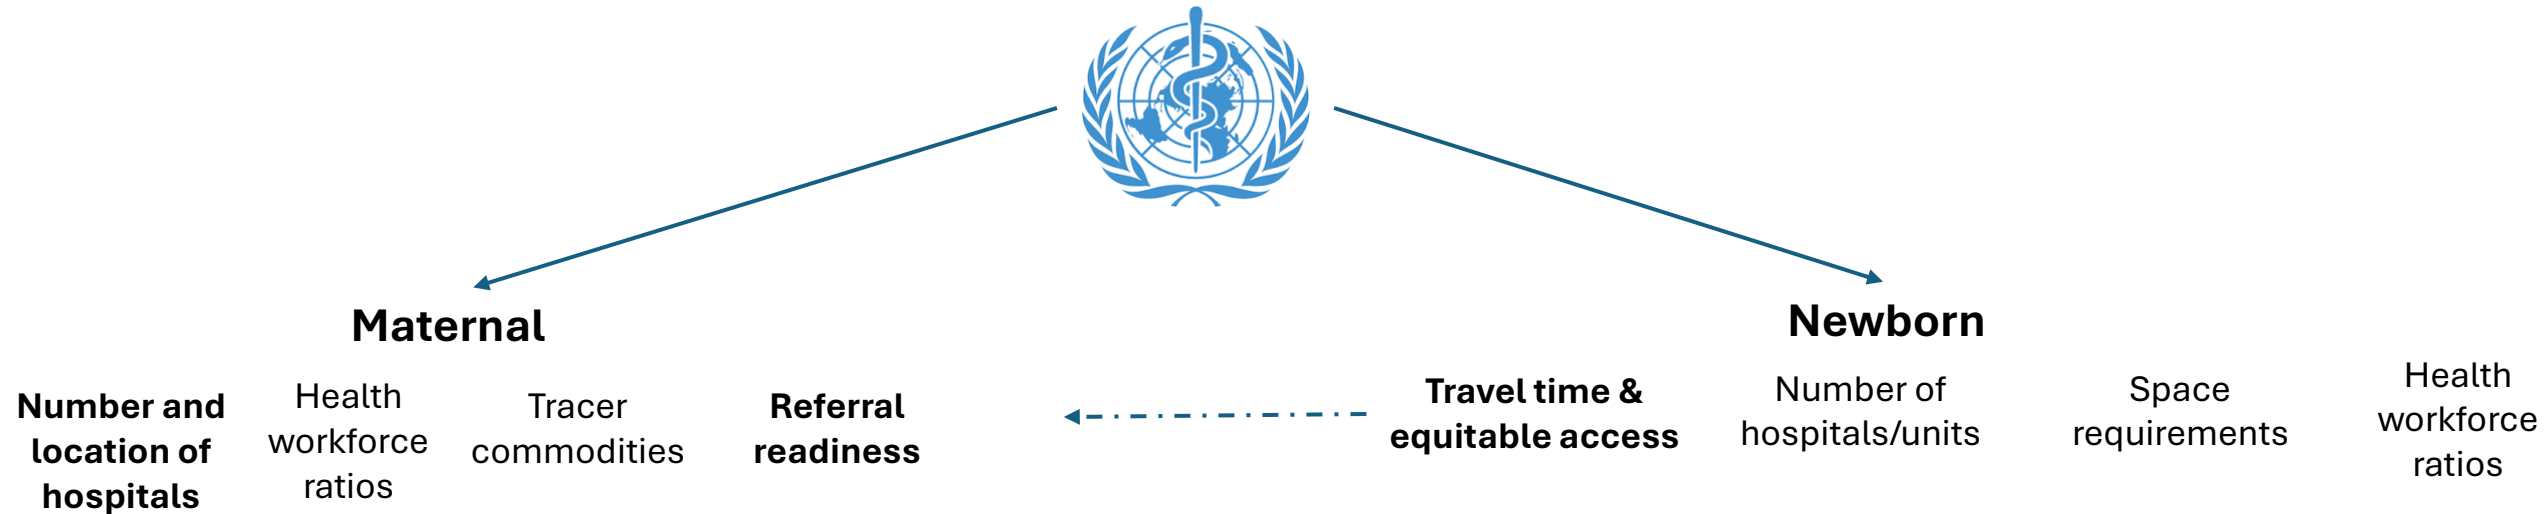 Maternal
Newborn
Number and
location of
hospitals
Health
workforce
ratios
Tracer
commodities
Referral
readiness
Travel time &
equitable access
Number of
hospitals/units
Space
requirements
Health
workforce
ratios